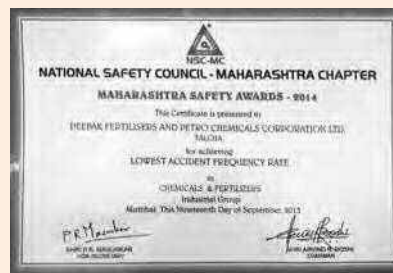 NSC-MC
NATIONAL SAFETY COUNCIL - MAHARASHTRA CHAPTER
MAHARASHTRA SAFETY AWARDS - 2014
This Certificate is presented to
DEEPAK FERTILISERS AND PETRO CHEMICALS CORPORATION LTD.
TALOJA
for achieving
LOWEST ACCIDENT FREQUENCY RATE
in
CHEMICALS & FERTILIZERS
Industrial Group
Mumbai, This Nineteenth Day of September, 2015
CHAIRMAN